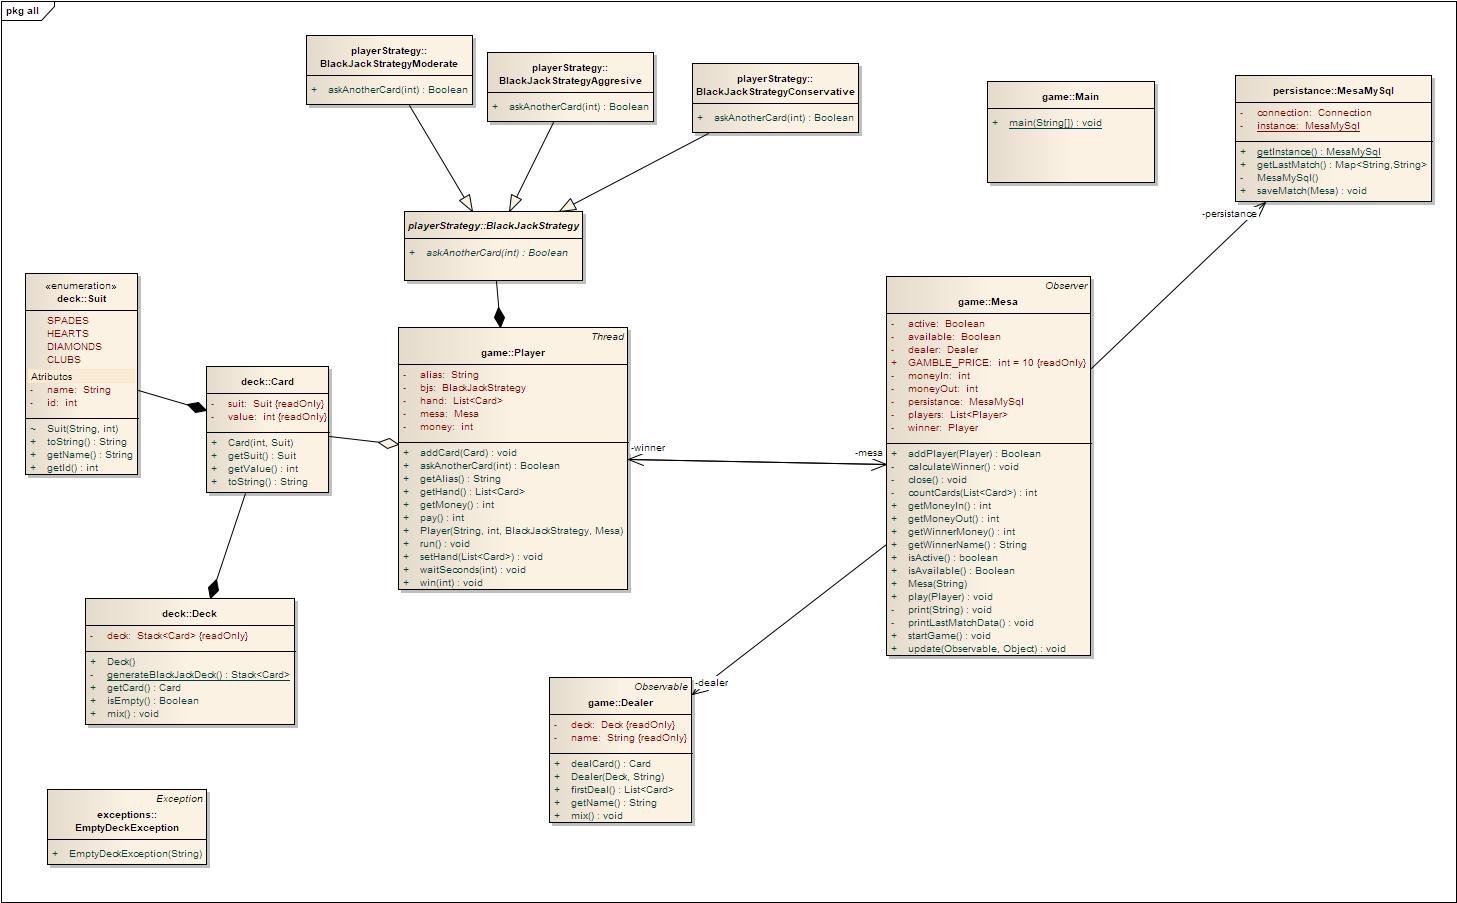 pkg all
playerStrategy::
BlackJackStrategyModerate
+ askAnotherCard(int) : Boolean
playerStrategy::
BlackJackStrategyAggresive
+ askAnotherCard(int) : Boolean
playerStrategy::
BlackJackStrategyConservative
+ askAnotherCard(int) : Boolean
game::Main
+ main(String[]) : void
persistance::MesaMySql
- connection: Connection
- instance: MesaMySql
+ getInstance() : MesaMySql
+ getLastMatch() : Map<String,String>
- MesaMySql()
+ saveMatch(Mesa) : void
-persistance
playerStrategy::BlackJackStrategy
+ askAnotherCard(int) : Boolean
«enumeration»
deck::Suit
SPADES
HEARTS
DIAMONDS
CLUBS
Atributos
- name: String
- id: int
~ Suit(String, int)
+ toString() : String
+ getName() : String
+ getId() : int
deck::Card
- suit: Suit {readOnly}
- value: int {readOnly}
+ Card(int, Suit)
+ getSuit() : Suit
+ getValue() : int
+ toString() : String
Thread
game::Player
- alias: String
- bjs: BlackJackStrategy
- hand: List<Card>
- mesa: Mesa
- money: int
+ addCard(Card) : void
+ askAnotherCard(int) : Boolean
+ getAlias() : String
+ getHand() : List<Card>
+ getMoney() : int
+ pay() : int
+ Player(String, int, BlackJackStrategy, Mesa)
+ run() : void
+ setHand(List<Card>) : void
+ waitSeconds(int) : void
+ win(int) : void
-winner
-mesa
Observer
game::Mesa
- active: Boolean
- available: Boolean
- dealer: Dealer
+ GAMBLE_PRICE: int = 10 {readOnly}
- moneyIn: int
- moneyOut: int
- persistance: MesaMySql
- players: List<Player>
- winner: Player
+ addPlayer(Player) : Boolean
- calculateWinner() : void
- close() : void
- countCards(List<Card>) : int
+ getMoneyIn() : int
+ getMoneyOut() : int
+ getWinnerMoney() : int
+ getWinnerName() : String
+ isActive() : boolean
+ isAvailable() : Boolean
+ Mesa(String)
+ play(Player) : void
- print(String) : void
- printLastMatchData() : void
+ startGame() : void
+ update(Observable, Object) : void
deck::Deck
- deck: Stack<Card> {readOnly}
+ Deck()
- generateBlackJackDeck() : Stack<Card>
+ getCard() : Card
+ isEmpty() : Boolean
+ mix() : void
-dealer
Observable
game::Dealer
- deck: Deck {readOnly}
- name: String {readOnly}
+ dealCard() : Card
+ Dealer(Deck, String)
+ firstDeal() : List<Card>
+ getName() : String
+ mix() : void
Exception
exceptions::
EmptyDeckException
+ EmptyDeckException(String)